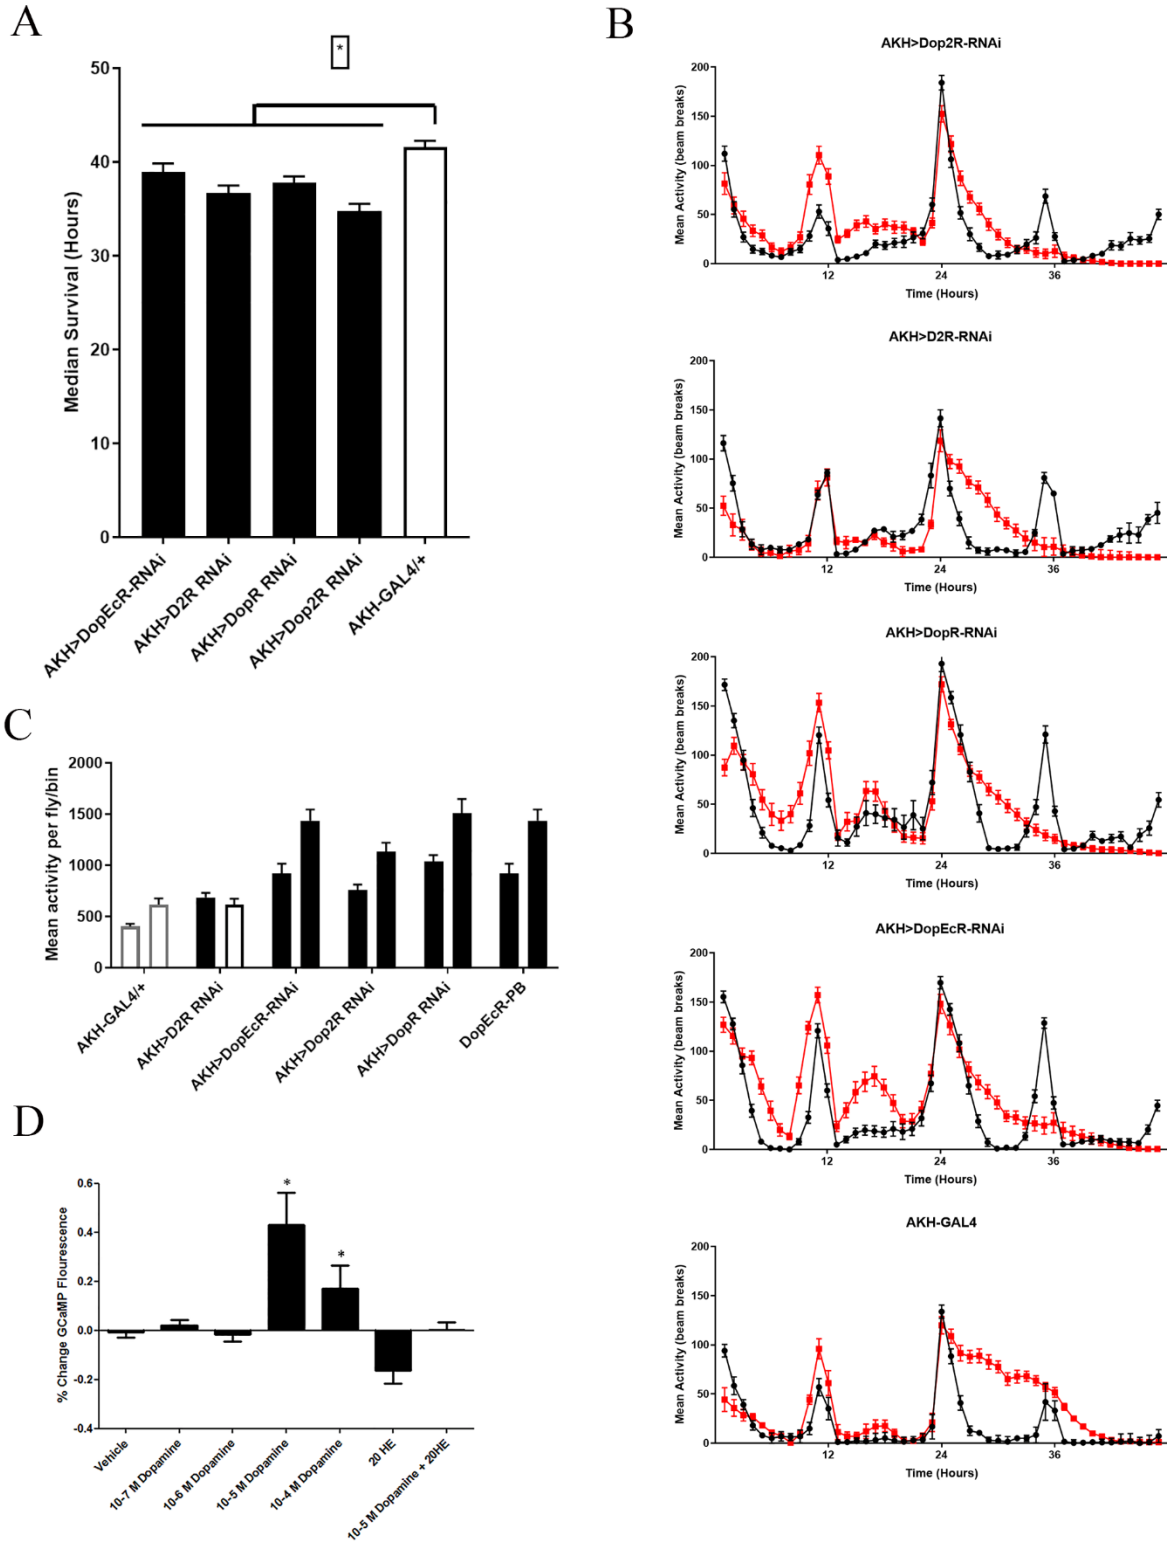 A
*
50
40
30
20
10
0
Median Survival (Hours)
AKH>DopEcR-RNAi
AKH>D2R RNAi
AKH>DopR RNAi
AKH>Dop2R RNAi
AKH-GAL4/+
B
AKH>Dop2R-RNAi
200
150
100
50
0
Mean Activity (beam breaks)
12
24
36
Time (Hours)
AKH>D2R-RNAi
200
150
100
50
0
Mean Activity (beam breaks)
12
24
36
Time (Hours)
AKH>DopR-RNAi
200
150
100
50
0
Mean Activity (beam breaks)
12
24
36
Time (Hours)
AKH>DopEcR-RNAi
200
150
100
50
0
Mean Activity (beam breaks)
12
24
36
Time (Hours)
AKH-GAL4
200
150
100
50
0
Mean Activity (beam breaks)
12
24
36
Time (Hours)
C
2000
1500
1000
500
0
Mean activity per fly/bin
AKH-GAL4/+
AKH>D2R RNAi
AKH>DopEcR-RNAi
AKH>Dop2R RNAi
AKH>DopR RNAi
DopEcR-PB
D
0.6
0.4
0.2
0.0
-0.2
-0.4
% Change GCaMP Flourescence
*
*
Vehicle
10-7 M Dopamine
10-6 M Dopamine
10-5 M Dopamine
10-4 M Dopamine
20 HE
10-5 M Dopamine + 20HE